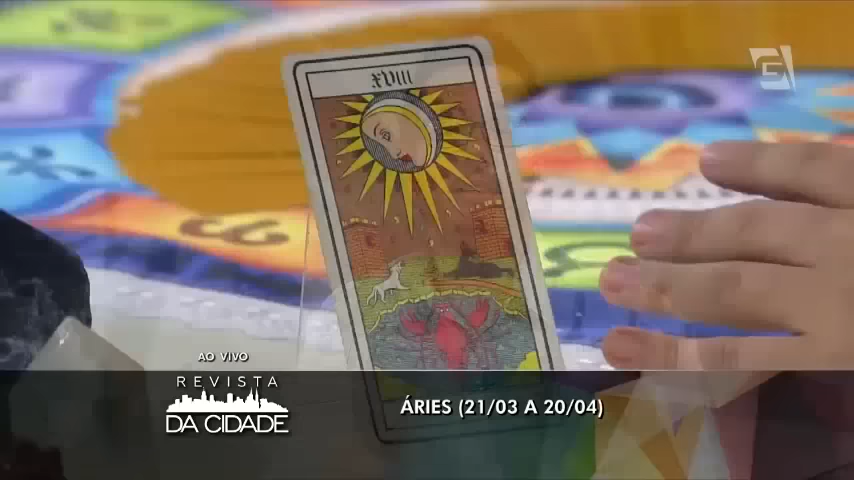 XVIII
AO VIVO
REVISTA
DA CIDADE
ÁRIES (21/03 A 20/04)